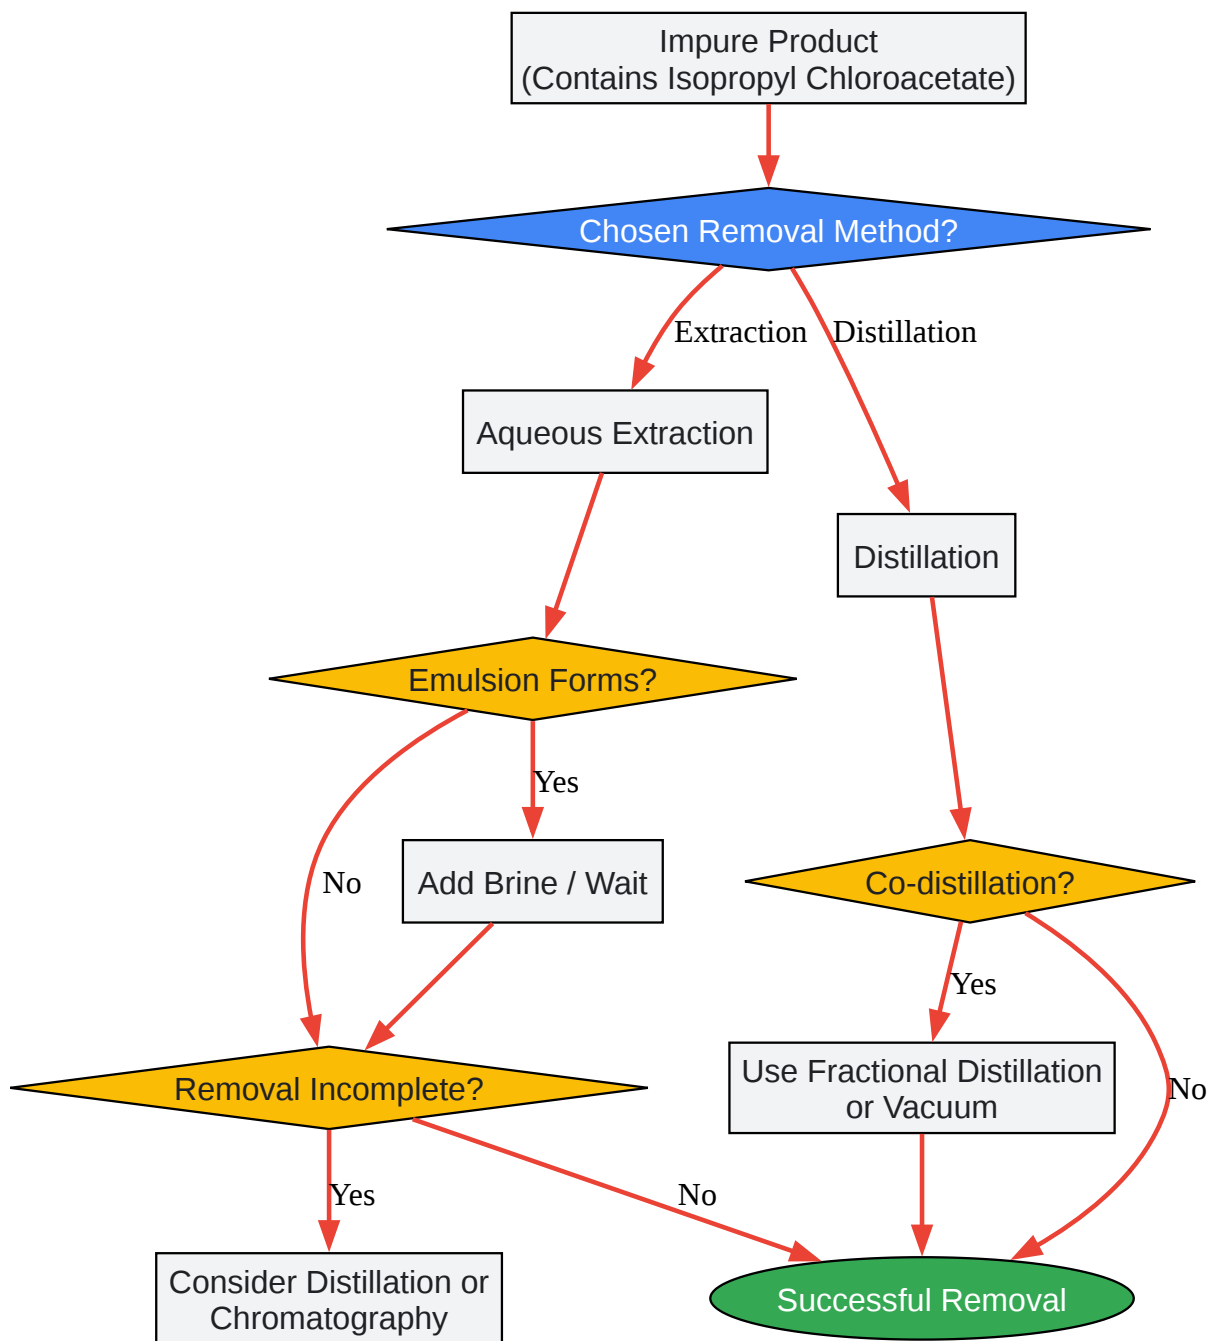 Impure Product
(Contains Isopropyl Chloroacetate)
Chosen Removal Method?
Extraction
Distillation
Aqueous Extraction
Distillation
Emulsion Forms?
Yes
No
Add Brine / Wait
Co-distillation?
Yes
Use Fractional Distillation
or Vacuum
No
Removal Incomplete?
Yes
No
Consider Distillation or
Chromatography
Successful Removal